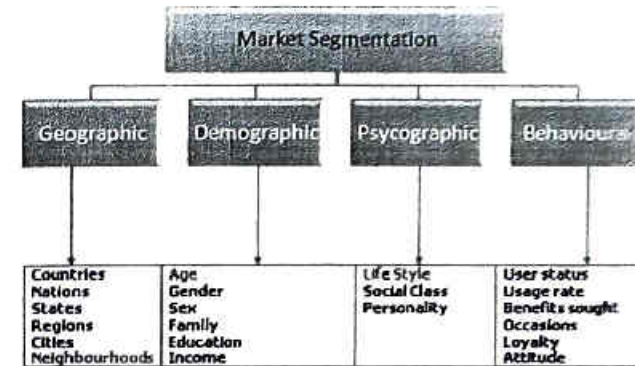 Market Segmentation
Geographic
Demographic
Psycographic
Behavioura
Countries
Nations
States
Regions
Cities
Neighbourhoods
Age
Gender
Sex
Family
Education
Income
Life Style
Social Class
Personality
User status
Usage rate
Benefits sought
Occasions
Loyalty
Attitude